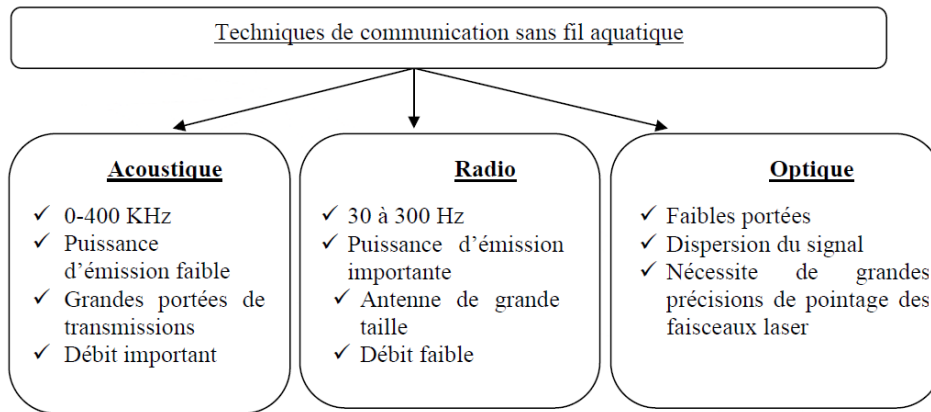 Techniques de communication sans fil aquatique
Acoustique
✓ 0-400 KHz
✓ Puissance
d’émission faible
✓ Grandes portées de
transmissions
✓ Débit important
Radio
✓ 30 à 300 Hz
✓ Puissance d’émission
importante
✓ Antenne de grande
taille
✓ Débit faible
Optique
✓ Faibles portées
✓ Dispersion du signal
✓ Nécessite de grandes
précisions de pointage des
faisceaux laser